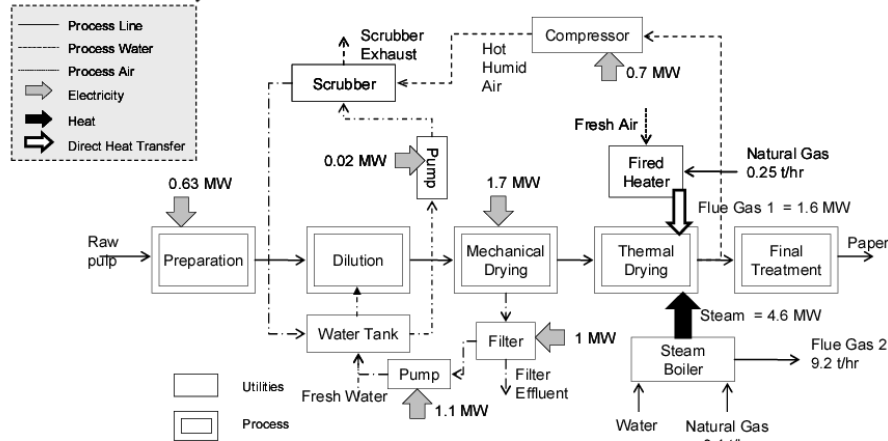 Process Line
Process Water
Process Air
Electricity
Heat
Direct Heat Transfer
Scrubber
Exhaust
Scrubber
Hot
Humid
Air
Compressor
0.7 MW
0.02 MW
Pump
Fresh Air
Fired
Heater
Natural Gas
0.25 t/hr
0.63 MW
1.7 MW
Flue Gas 1 = 1.6 MW
Raw
pulp
Preparation
Dilution
Mechanical
Drying
Thermal
Drying
Final
Treatment
Paper
Steam = 4.6 MW
Water Tank
Filter
1 MW
Steam
Boiler
Flue Gas 2
9.2 t/hr
Pump
Fresh Water
Filter
Effluent
1.1 MW
Water
Natural Gas
Utilities
Process